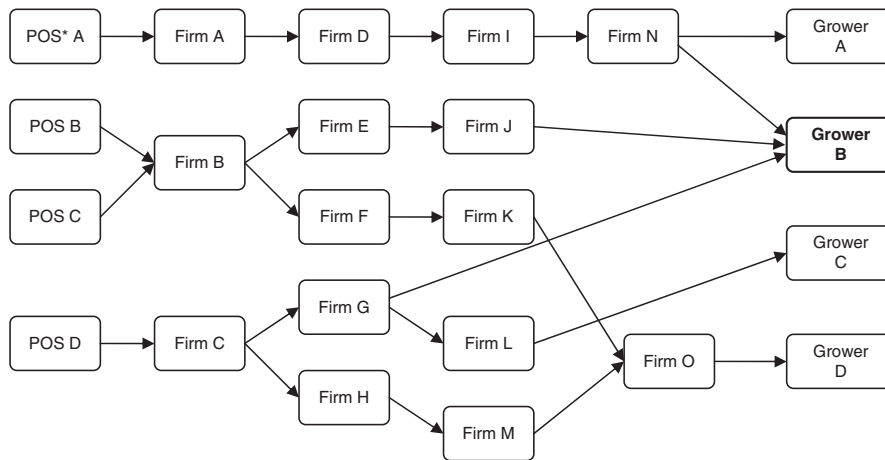 POS* A
Firm A
Firm D
Firm I
Firm N
Grower
A
POS B
Firm B
Firm E
Firm J
Grower
B
POS C
Firm F
Firm K
Grower
C
POS D
Firm C
Firm G
Firm L
Firm O
Grower
D
Firm H
Firm M